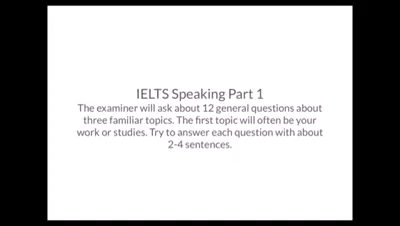 IELTS Speaking Part 1
The examiner will ask about 12 general questions about
three familiar topics. The first topic will often be your
work or studies. Try to answer each question with about
2-4 sentences.